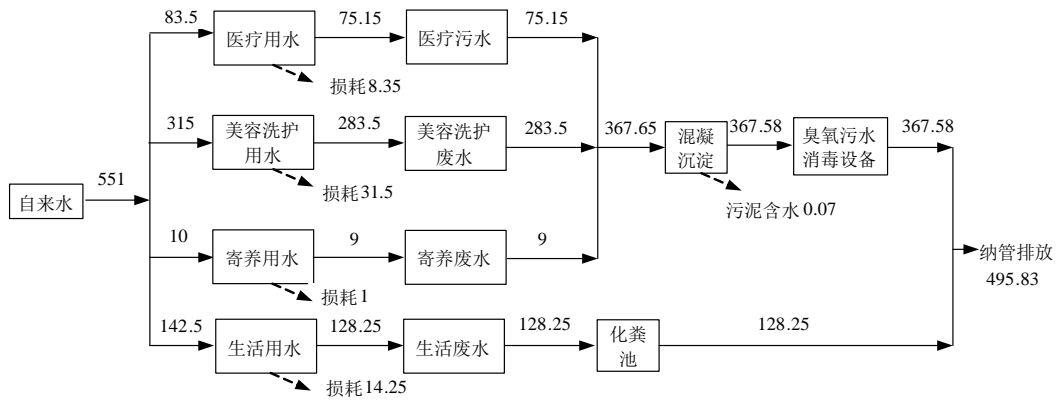 83.5
医疗用水
75.15
医疗污水
75.15
损耗8.35
315
美容洗护
用水
283.5
美容洗护
废水
283.5
367.65
混凝
沉淀
367.58
臭氧污水
消毒设备
367.58
损耗31.5
污泥含水0.07
自来水
551
10
寄养用水
9
寄养废水
9
损耗1
纳管排放
495.83
142.5
生活用水
128.25
生活废水
128.25
化粪
池
128.25
损耗14.25